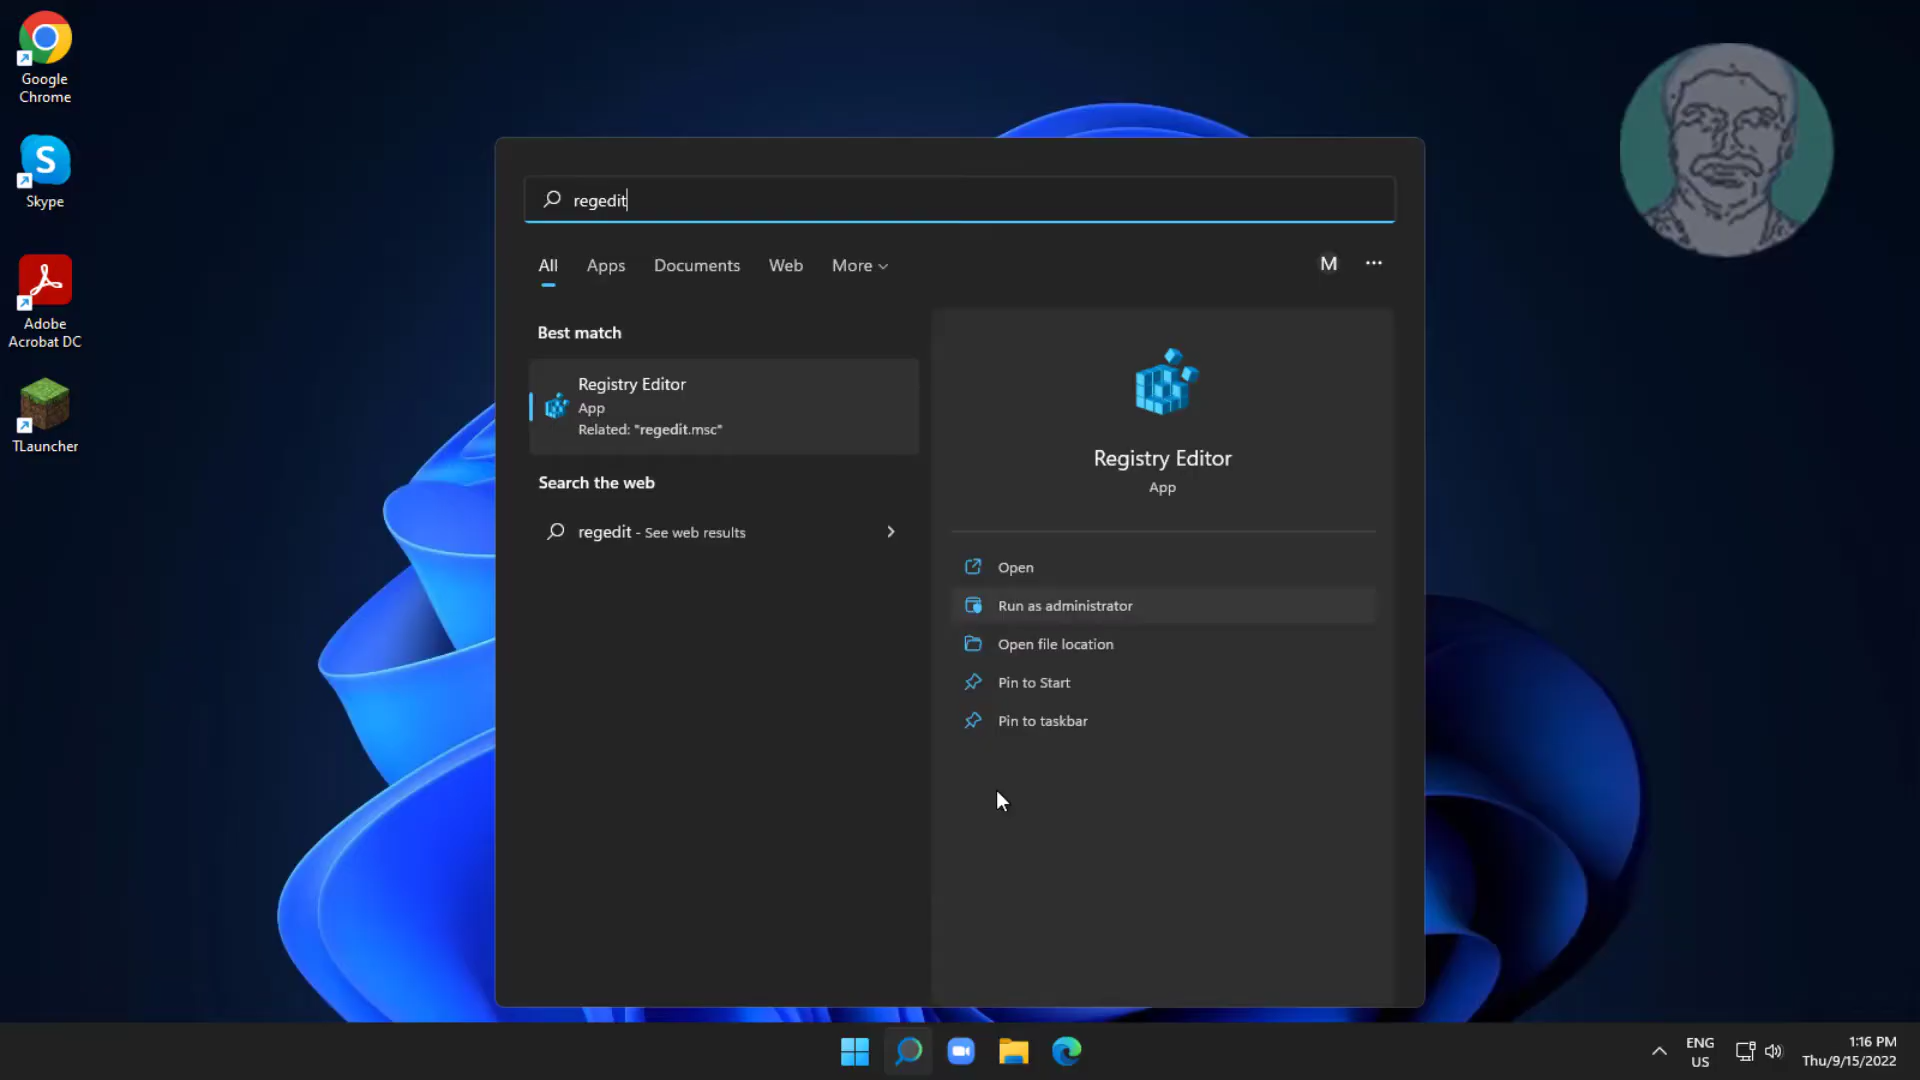 Google
Chrome
S
Skype
Adobe
Acrobat DC
TLauncher
regedit
All
Apps
Documents
Web
More
M
Best match
Registry Editor
App
Related: "regedit.msc"
Search the web
regedit - See web results
Registry Editor
App
Open
Run as administrator
Open file location
Pin to Start
Pin to taskbar
ENG
US
1:16 PM
Thu/9/15/2022